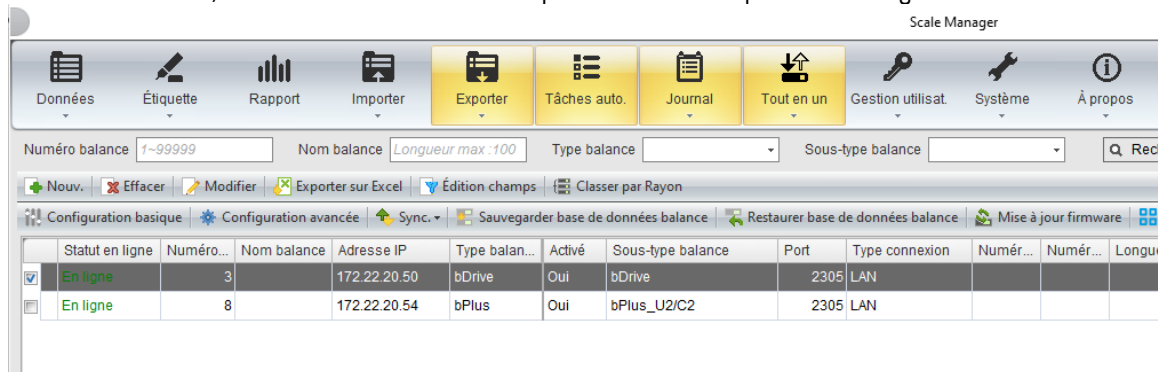 Scale Manager
Données Étiquette Rapport Importer Exporter Tâches auto. Journal Tout en un Gestion utilisat. Système À propos
Numéro balance 1~99999 Nom balance Longueur max :100 Type balance Sous-type balance Rec
Nouv. Effacer Modifier Exporter sur Excel Édition champs Classer par Rayon
Configuration basique Configuration avancée Sync. Sauvegarder base de données balance Restaurer base de données balance Mise à jour firmware
Statut en ligne Numéro... Nom balance Adresse IP Type balan... Activé Sous-type balance Port Type connexion Numér... Numér... Longue
En ligne 3 172.22.20.50 bDrive Oui bDrive 2305 LAN
En ligne 8 172.22.20.54 bPlus Oui bPlus_U2/C2 2305 LAN